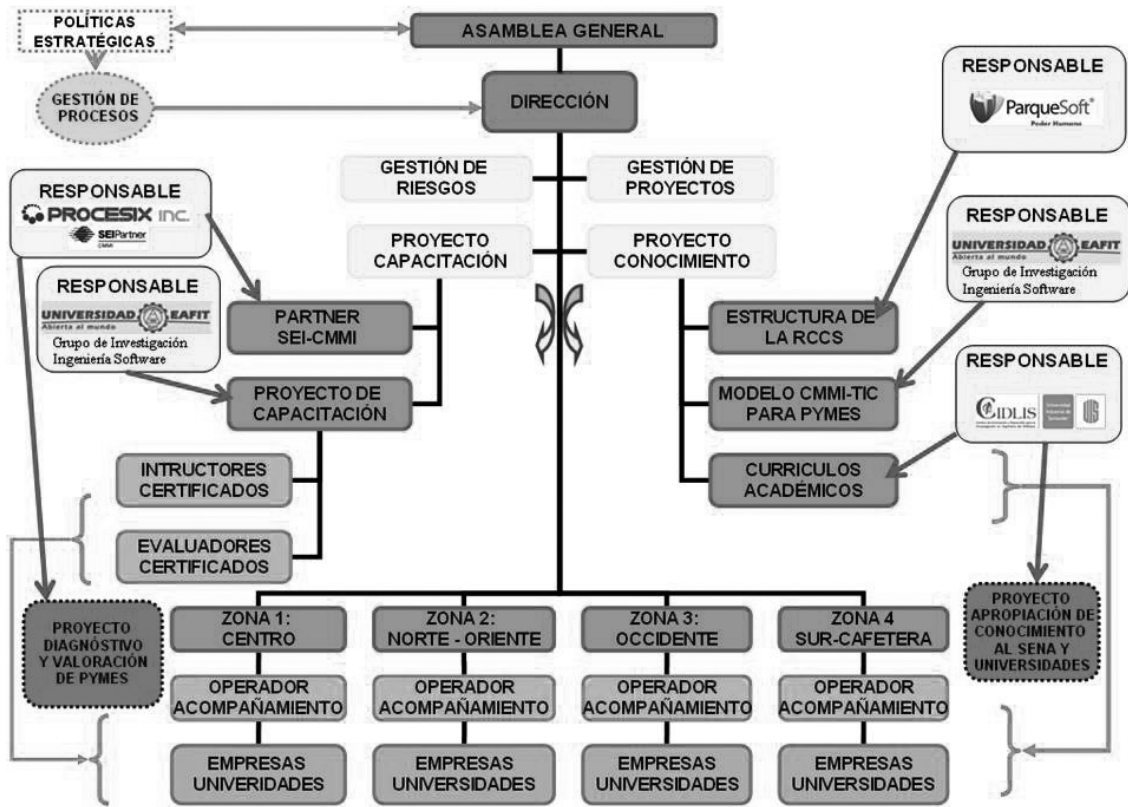 POLÍTICAS
ESTRATÉGICAS
ASAMBLEA GENERAL
GESTIÓN DE
PROCESOS
DIRECCIÓN
RESPONSABLE
ParqueSoft
Poder Humano
GESTIÓN DE
RIESGOS
GESTIÓN DE
PROYECTOS
RESPONSABLE
PROCESIX INC.
SEIPartner
CMMI
PROYECTO
CAPACITACIÓN
PROYECTO
CONOCIMIENTO
RESPONSABLE
UNIVERSIDAD EAFIT
Abierta al mundo
Grupo de Investigación
Ingeniería Software
RESPONSABLE
UNIVERSIDAD EAFIT
Abierta al mundo
Grupo de Investigación
Ingeniería Software
PARTNER
SEI-CMMI
ESTRUCTURA DE
LA RCCS
PROYECTO DE
CAPACITACIÓN
MODELO CMMI-TIC
PARA PYMES
RESPONSABLE
CIDLIS
UIS
INTRUCTORES
CERTIFICADOS
CURRICULOS
ACADÉMICOS
EVALUADORES
CERTIFICADOS
PROYECTO
DIAGNÓSTIVO
Y VALORACIÓN
DE PYMES
ZONA 1:
CENTRO
ZONA 2:
NORTE - ORIENTE
ZONA 3:
OCCIDENTE
ZONA 4
SUR-CAFETERA
PROYECTO
APROPIACIÓN DE
CONOCIMIENTO
AL SENA Y
UNIVERSIDADES
OPERADOR
ACOMPAÑAMIENTO
OPERADOR
ACOMPAÑAMIENTO
OPERADOR
ACOMPAÑAMIENTO
OPERADOR
ACOMPAÑAMIENTO
EMPRESAS
UNIVERIDADES
EMPRESAS
UNIVERSIDADES
EMPRESAS
UNIVERSIDADES
EMPRESAS
UNIVERSIDADES